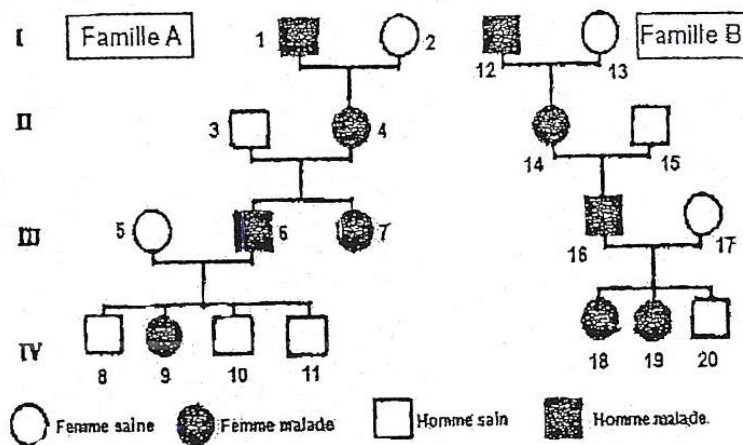 I Famille A 1 2 12 13 Famille B
II 3 4 14 15
III 5 6 7 16 17
IV 8 9 10 11 18 19 20
Femme saine Femme malade Homme sain Homme malade.